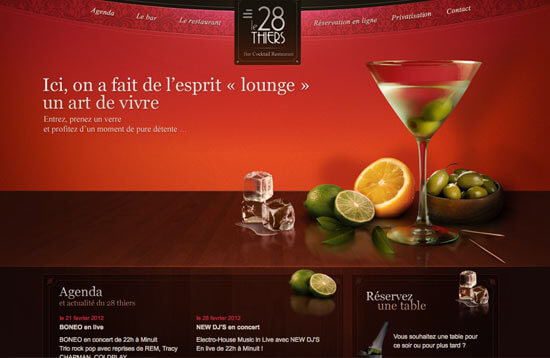 Agenda
Le bar
Le restaurant
le 28
THIERS
Bar Cocktail Restaurant
Réservation en ligne
Privatisation
Contact
Ici, on a fait de l'esprit « lounge »
un art de vivre
Entrez, prenez un verre
et profitez d'un moment de pure détente ...
Agenda
et actualité du 28 thiers
le 21 fevrier 2012
BONEO en live
BONEO en concert de 22h à Minuit
Trio rock pop avec reprises de REM, Tracy
CHAPMAN, COLDPLAY
le 28 fevrier 2012
NEW DJ'S en concert
Electro-House Music in Live avec NEW DJ'S
En live de 22h à Minuit !
Réservez
une table
Vous souhaitez une table pour
ce soir ou pour plus tard ?